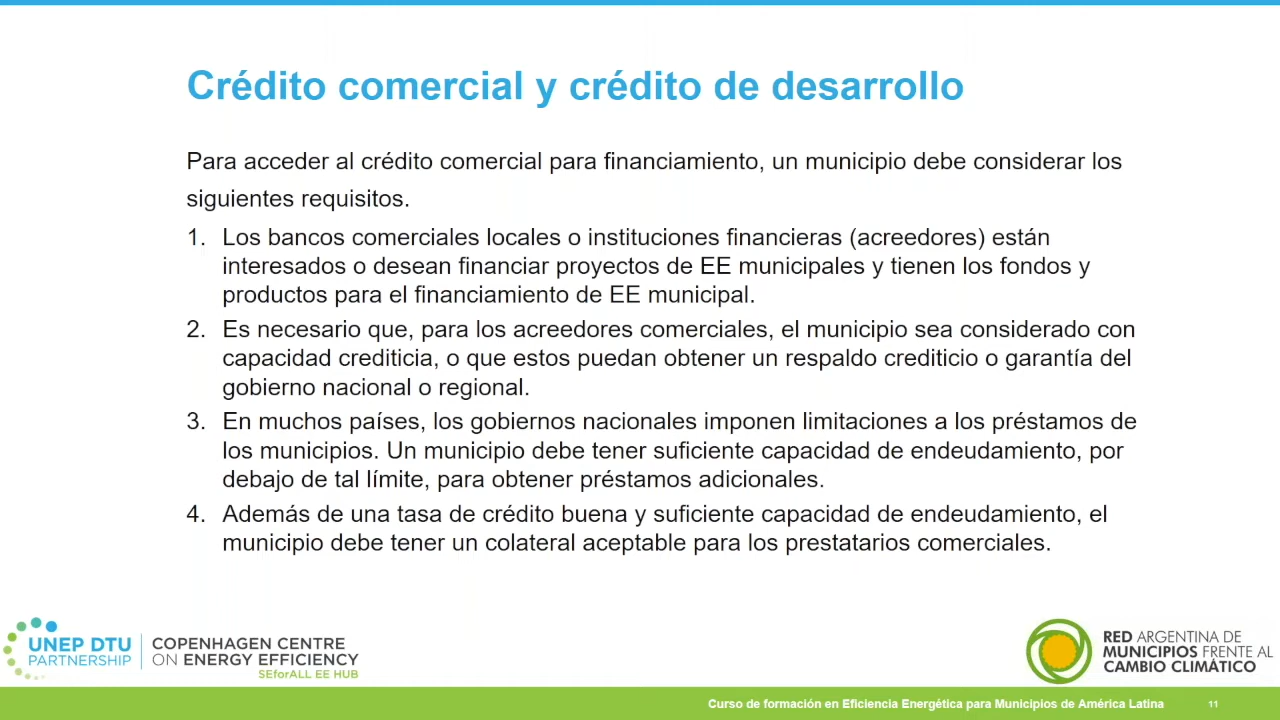 Crédito comercial y crédito de desarrollo
Para acceder al crédito comercial para financiamiento, un municipio debe considerar los
siguientes requisitos.
1. Los bancos comerciales locales o instituciones financieras (acreedores) están
interesados o desean financiar proyectos de EE municipales y tienen los fondos y
productos para el financiamiento de EE municipal.
2. Es necesario que, para los acreedores comerciales, el municipio sea considerado con
capacidad crediticia, o que estos puedan obtener un respaldo crediticio o garantía del
gobierno nacional o regional.
3. En muchos países, los gobiernos nacionales imponen limitaciones a los préstamos de
los municipios. Un municipio debe tener suficiente capacidad de endeudamiento, por
debajo de tal límite, para obtener préstamos adicionales.
4. Además de una tasa de crédito buena y suficiente capacidad de endeudamiento, el
municipio debe tener un colateral aceptable para los prestatarios comerciales.
UNEP DTU
PARTNERSHIP
COPENHAGEN CENTRE
ON ENERGY EFFICIENCY
SEforALL EE HUB
RED ARGENTINA DE
MUNICIPIOS FRENTE AL
CAMBIO CLIMÁTICO
Curso de formación en Eficiencia Energética para Municipios de América Latina
11